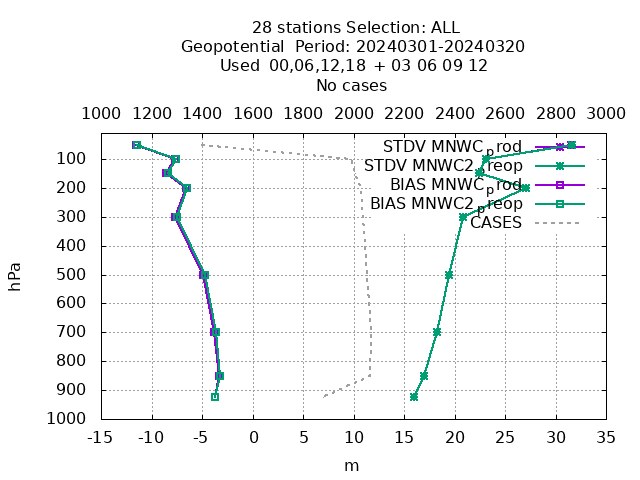 28 stations Selection: ALL
Geopotential  Period: 20240301-20240320
Used  00,06,12,18  + 03 06 09 12
No cases
1000 1200 1400 1600 1800 2000 2200 2400 2600 2800 3000
STDV MNWC_prod
STDV MNWC2_preop
BIAS MNWC_prod
BIAS MNWC2_preop
CASES
100
200
300
400
500
600
700
800
900
1000
hPa
-15 -10 -5 0 5 10 15 20 25 30 35
m